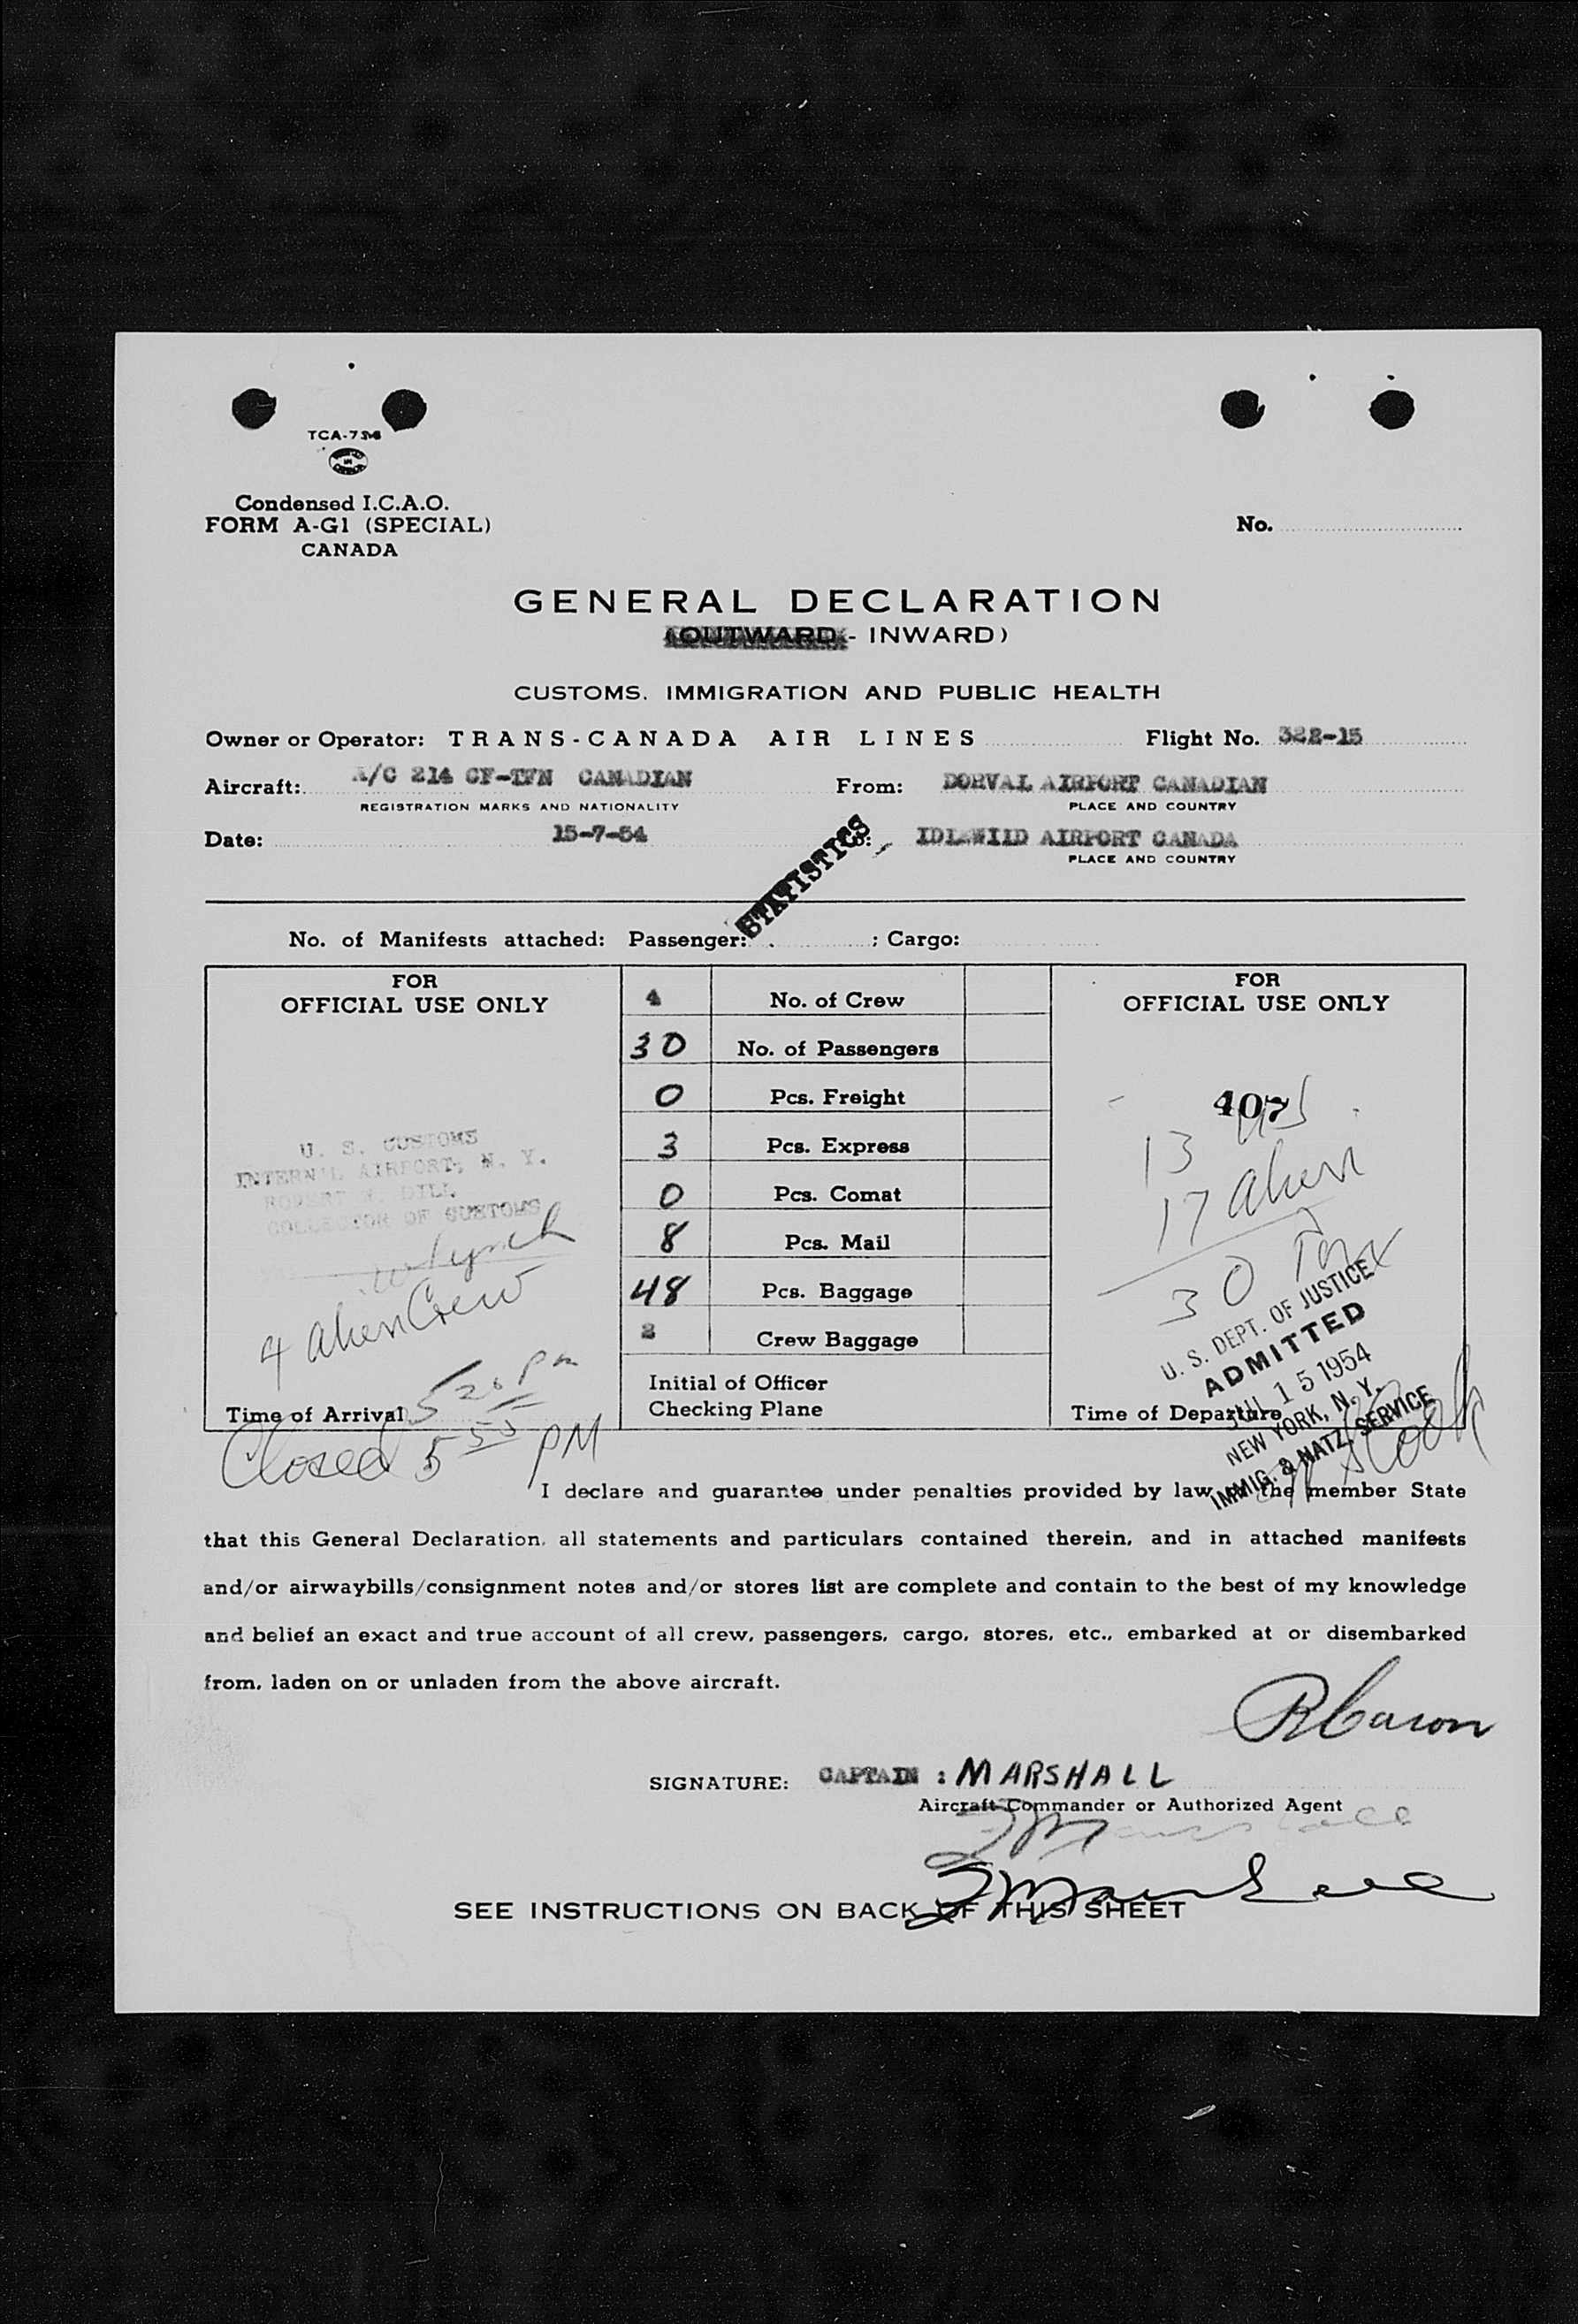 Condensed I.C.A.O.
FORM A-G1 (SPECIAL)
CANADA
No.
GENERAL DECLARATION
(OUTWARD - INWARD)
CUSTOMS, IMMIGRATION AND PUBLIC HEALTH
Owner or Operator: TRANS-CANADA AIR LINES Flight No. 322-15
Aircraft: A/C 214 CF-TFN CANADIAN From: DORVAL AIRPORT CANADIAN
REGISTRATION MARKS AND NATIONALITY PLACE AND COUNTRY
Date: 15-7-54 IDLEWILD AIRPORT CANADA
PLACE AND COUNTRY
STATISTICS
No. of Manifests attached: Passenger: ; Cargo:
FOR
OFFICIAL USE ONLY
U. S. CUSTOMS
INTERN'L AIRPORT, N. Y.
ROBERT W. DILL
COLLECTOR OF CUSTOMS
Lynch
4 alien Crew
Time of Arrival 5 20 pm
Closed 5 55 PM
4 No. of Crew
30 No. of Passengers
0 Pcs. Freight
3 Pcs. Express
0 Pcs. Comat
8 Pcs. Mail
48 Pcs. Baggage
2 Crew Baggage
Initial of Officer
Checking Plane
FOR
OFFICIAL USE ONLY
407
13 US
17 alien
30
U. S. DEPT. OF JUSTICE
ADMITTED
JUL 15 1954
NEW YORK, N. Y.
IMMIG. & NATZ. SERVICE
Time of Departure
I declare and guarantee under penalties provided by law the member State
that this General Declaration, all statements and particulars contained therein, and in attached manifests
and/or airwaybills/consignment notes and/or stores list are complete and contain to the best of my knowledge
and belief an exact and true account of all crew, passengers, cargo, stores, etc., embarked at or disembarked
from, laden on or unladen from the above aircraft.
RCaron
SIGNATURE: CAPTAIN : MARSHALL
Aircraft Commander or Authorized Agent
Marshall
Marshall
SEE INSTRUCTIONS ON BACK OF THIS SHEET